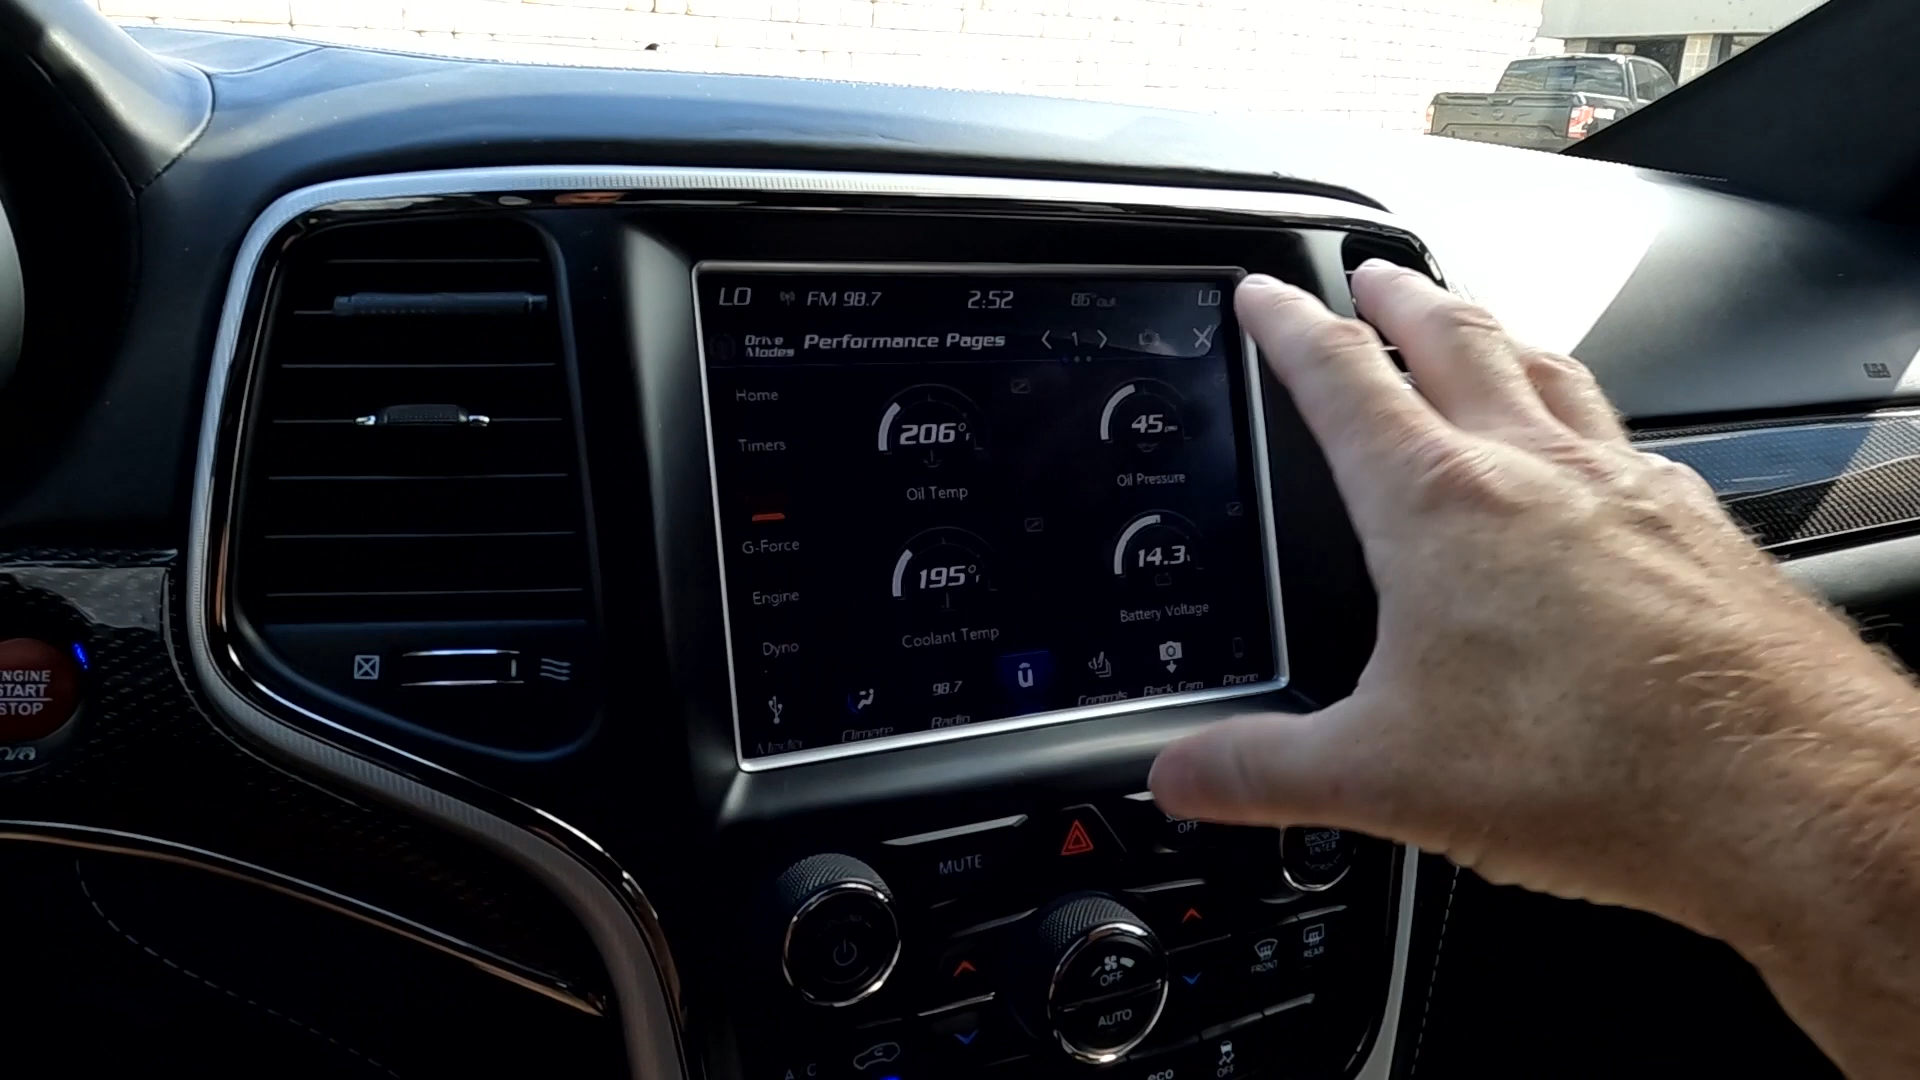 LO FM 98.7 2:52 86° out LO
Drive Modes Performance Pages 1
Home
Timers
G-Force
Engine
Dyno
206°F
Oil Temp
45
Oil Pressure
195°F
Coolant Temp
14.3
Battery Voltage
Media
Climate
98.7
Radio
Controls
Back Cam
Phone
ENGINE
START
STOP
MUTE
OFF
ENTER
OFF
AUTO
FRONT
REAR
A/C
eco
OFF